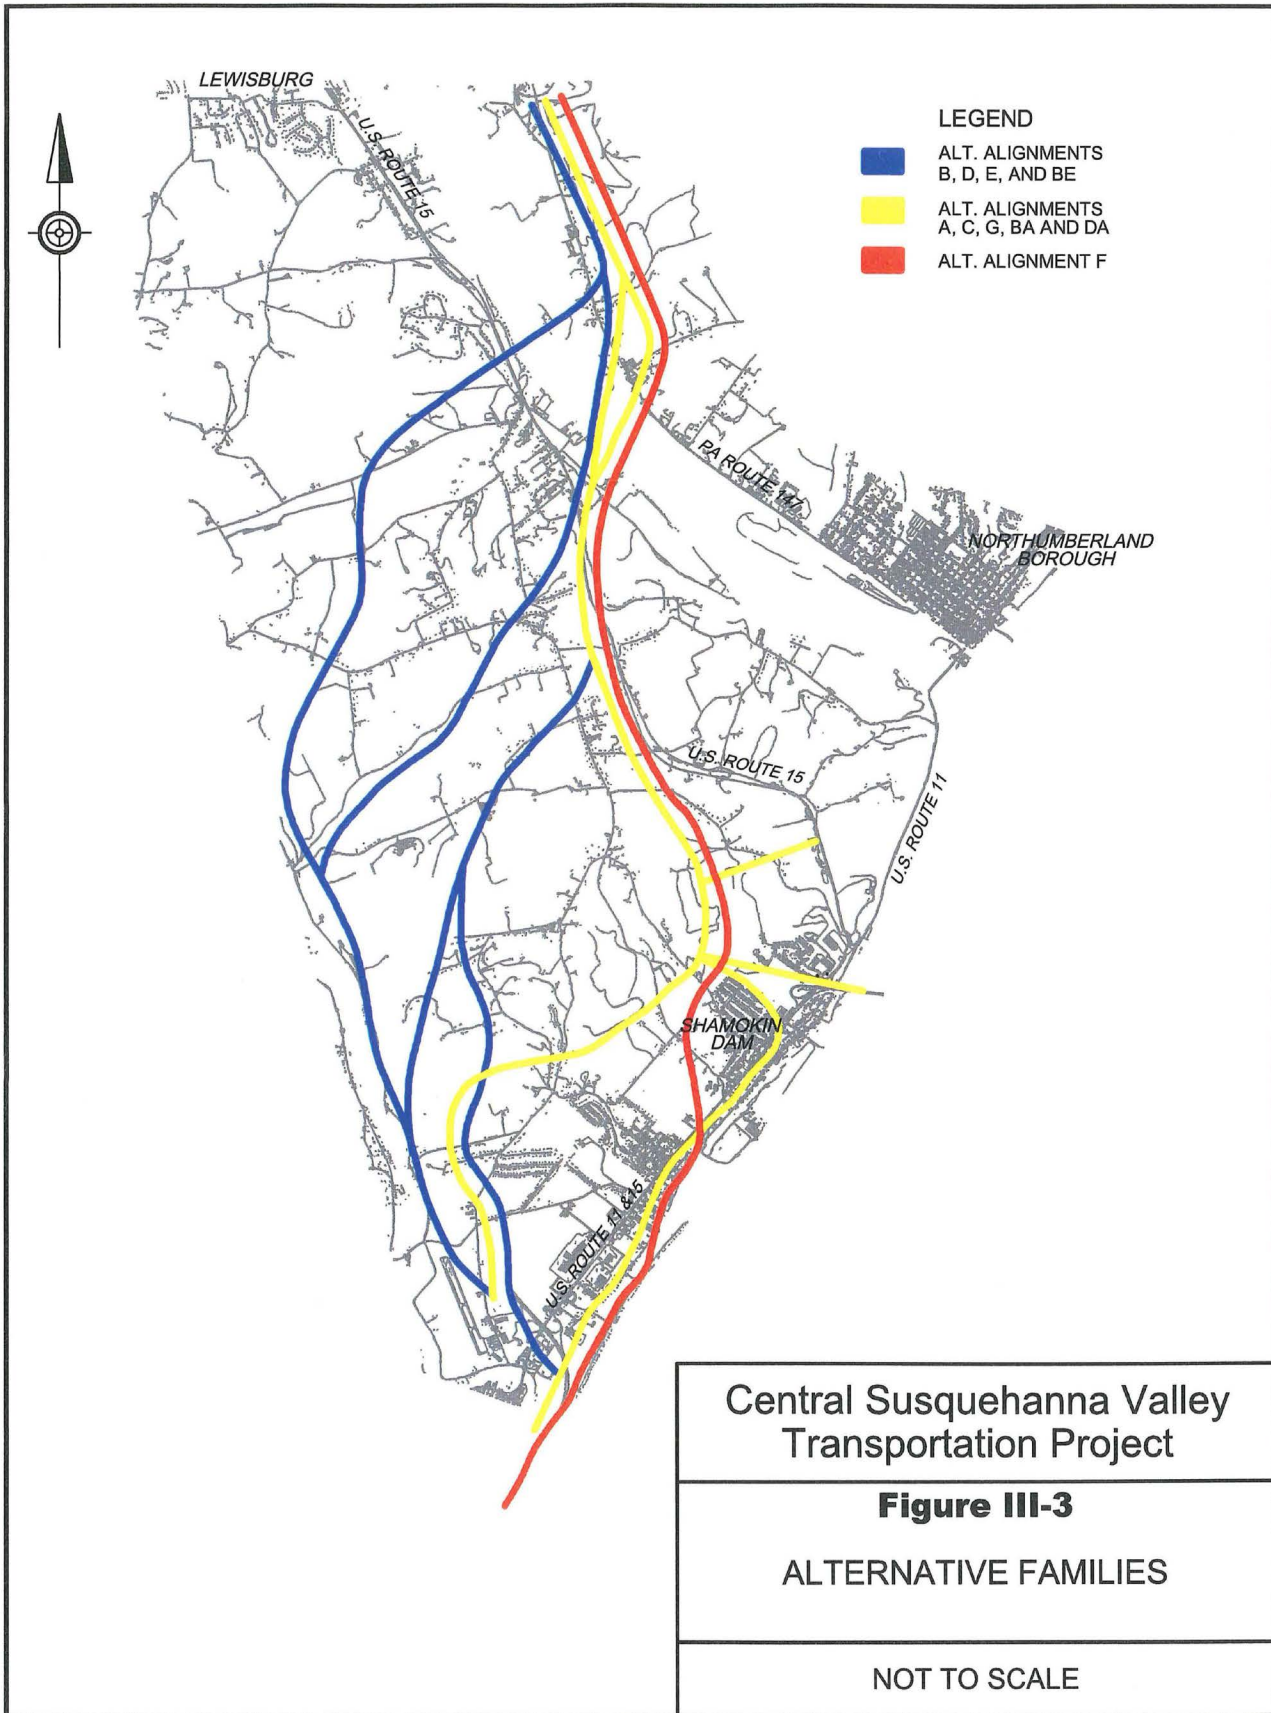 LEWISBURG
U.S. ROUTE 15
LEGEND
ALT. ALIGNMENTS
B, D, E, AND BE
ALT. ALIGNMENTS
A, C, G, BA AND DA
ALT. ALIGNMENT F
PA ROUTE 147
NORTHUMBERLAND
BOROUGH
U.S. ROUTE 15
U.S. ROUTE 11
SHAMOKIN
DAM
U.S. ROUTE 11 &15
Central Susquehanna Valley
Transportation Project
Figure III-3
ALTERNATIVE FAMILIES
NOT TO SCALE